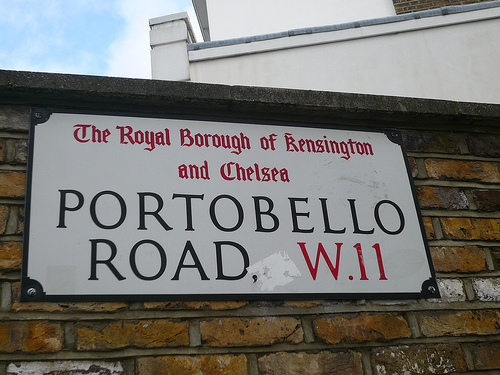 The Royal Borough of Kensington
and Chelsea
PORTOBELLO
ROAD, W.11